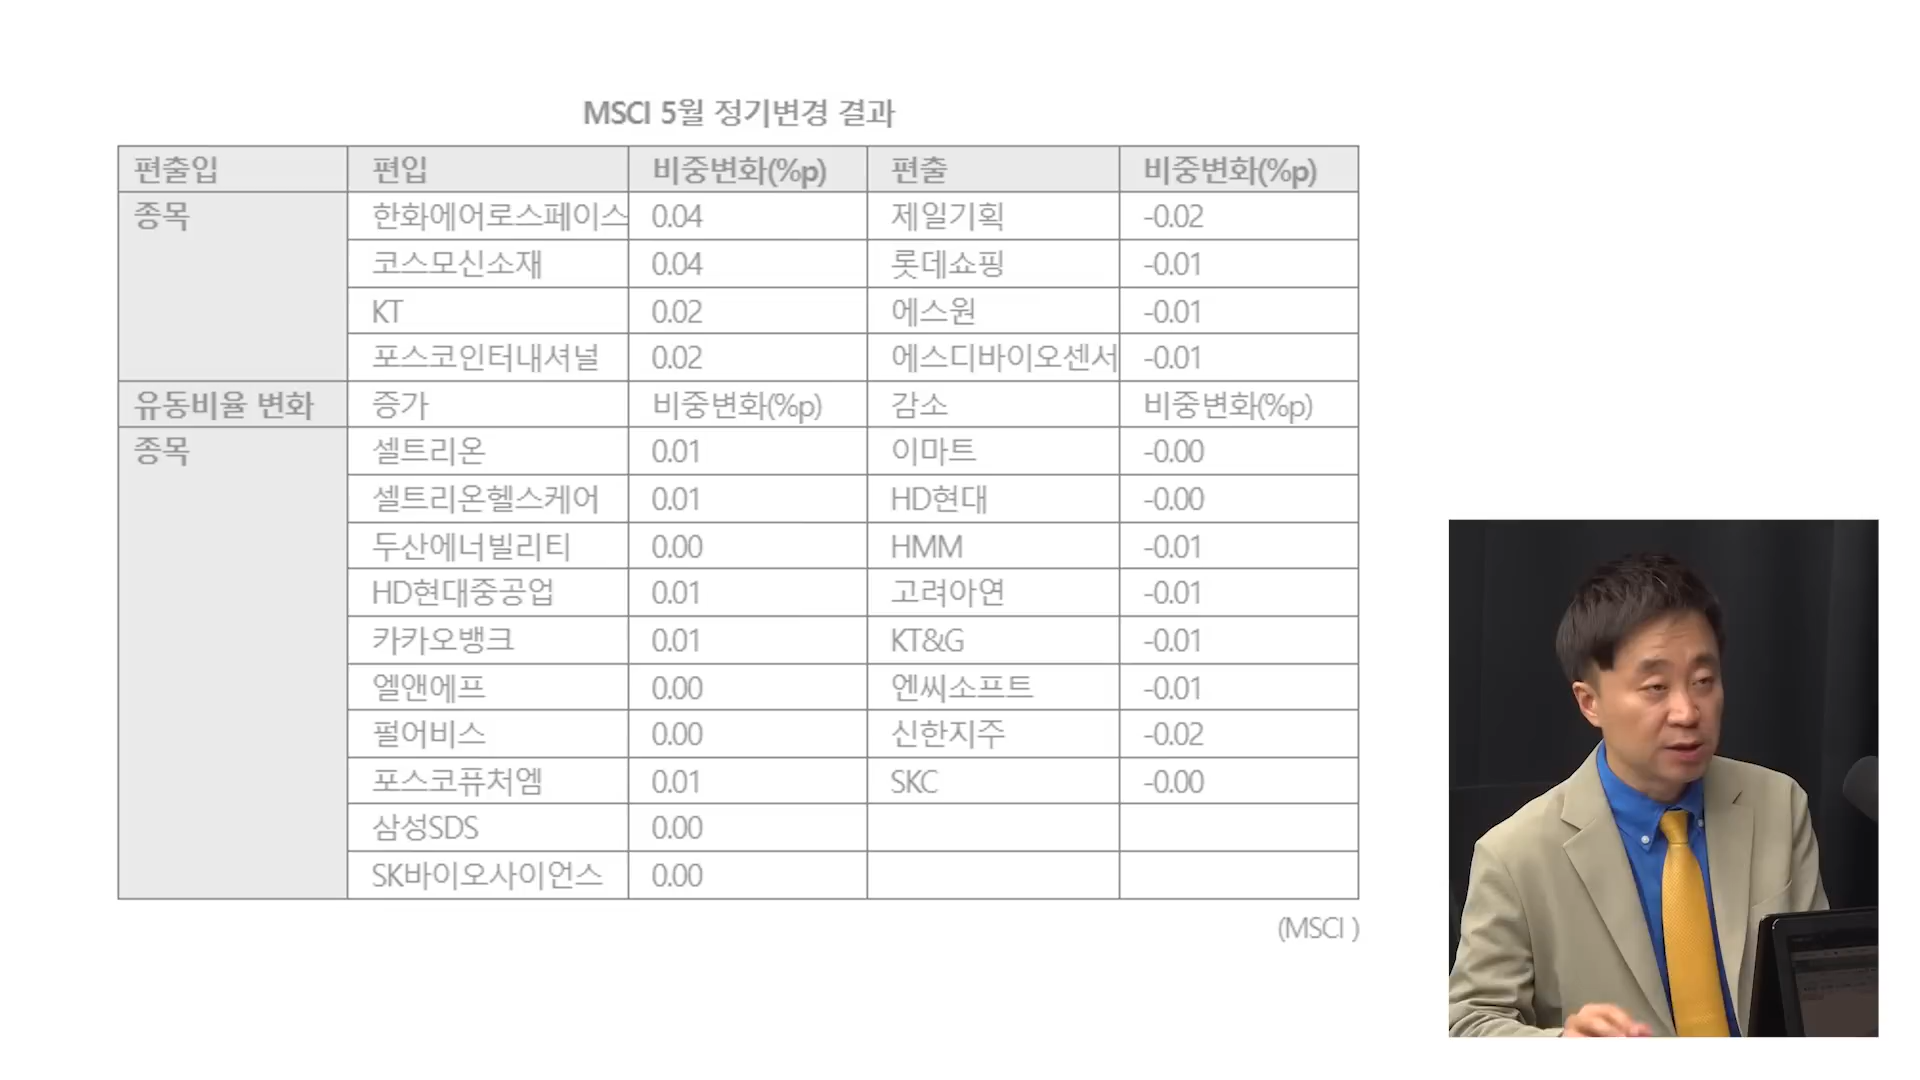 MSCI 5월 정기변경 결과
편출입 편입 비중변화(%p) 편출 비중변화(%p)
종목 한화에어로스페이스 0.04 제일기획 -0.02
코스모신소재 0.04 롯데쇼핑 -0.01
KT 0.02 에스원 -0.01
포스코인터내셔널 0.02 에스디바이오센서 -0.01
유동비율 변화 증가 비중변화(%p) 감소 비중변화(%p)
종목 셀트리온 0.01 이마트 -0.00
셀트리온헬스케어 0.01 HD현대 -0.00
두산에너빌리티 0.00 HMM -0.01
HD현대중공업 0.01 고려아연 -0.01
카카오뱅크 0.01 KT&G -0.01
엘앤에프 0.00 엔씨소프트 -0.01
펄어비스 0.00 신한지주 -0.02
포스코퓨처엠 0.01 SKC -0.00
삼성SDS 0.00
SK바이오사이언스 0.00
(MSCI )